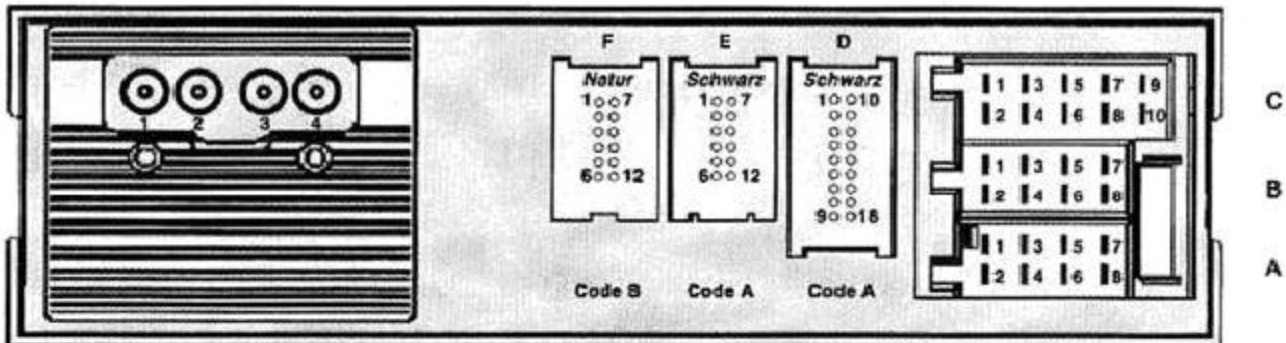 F E D
Natur Schwarz Schwarz
1 7 1 7 1 10
6 12 6 12
9 18
Code B Code A Code A
1 2 3 4
1 3 5 7 9
2 4 6 8 10
C
1 3 5 7
2 4 6 8
B
1 3 5 7
2 4 6 8
A